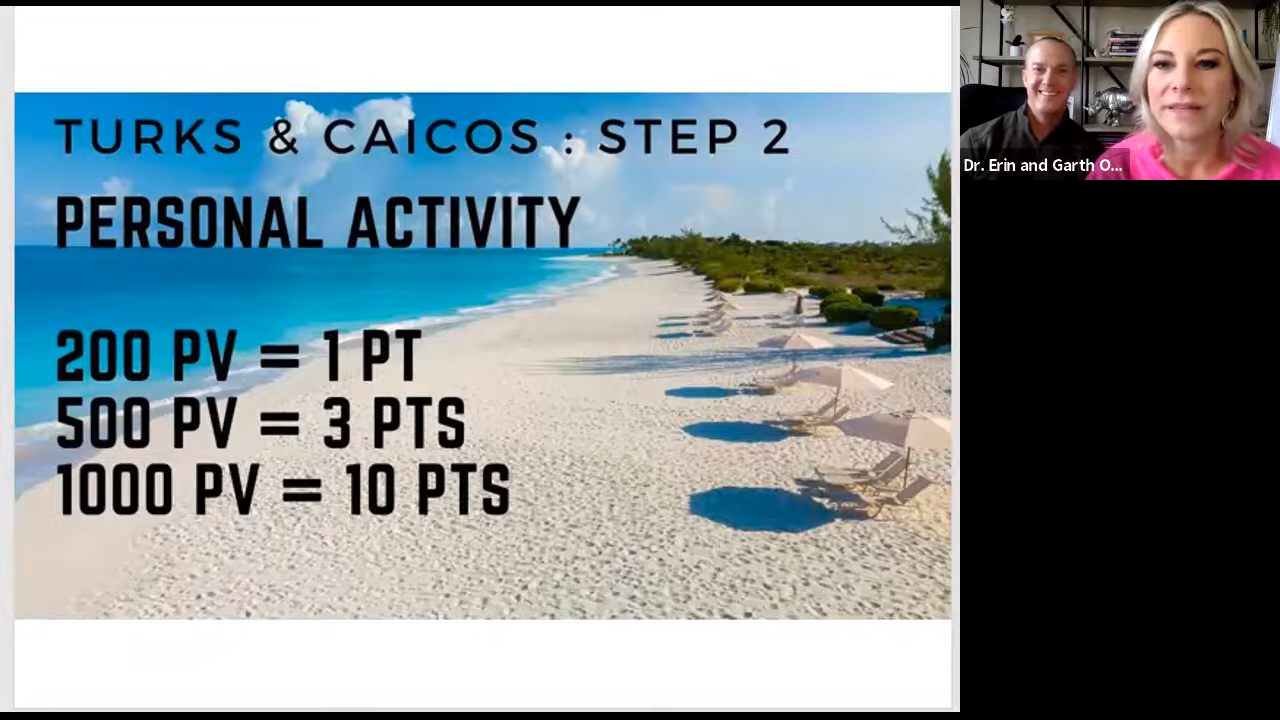 TURKS & CAICOS : STEP 2
PERSONAL ACTIVITY
200 PV = 1 PT
500 PV = 3 PTS
1000 PV = 10 PTS
Dr. Erin and Garth O...